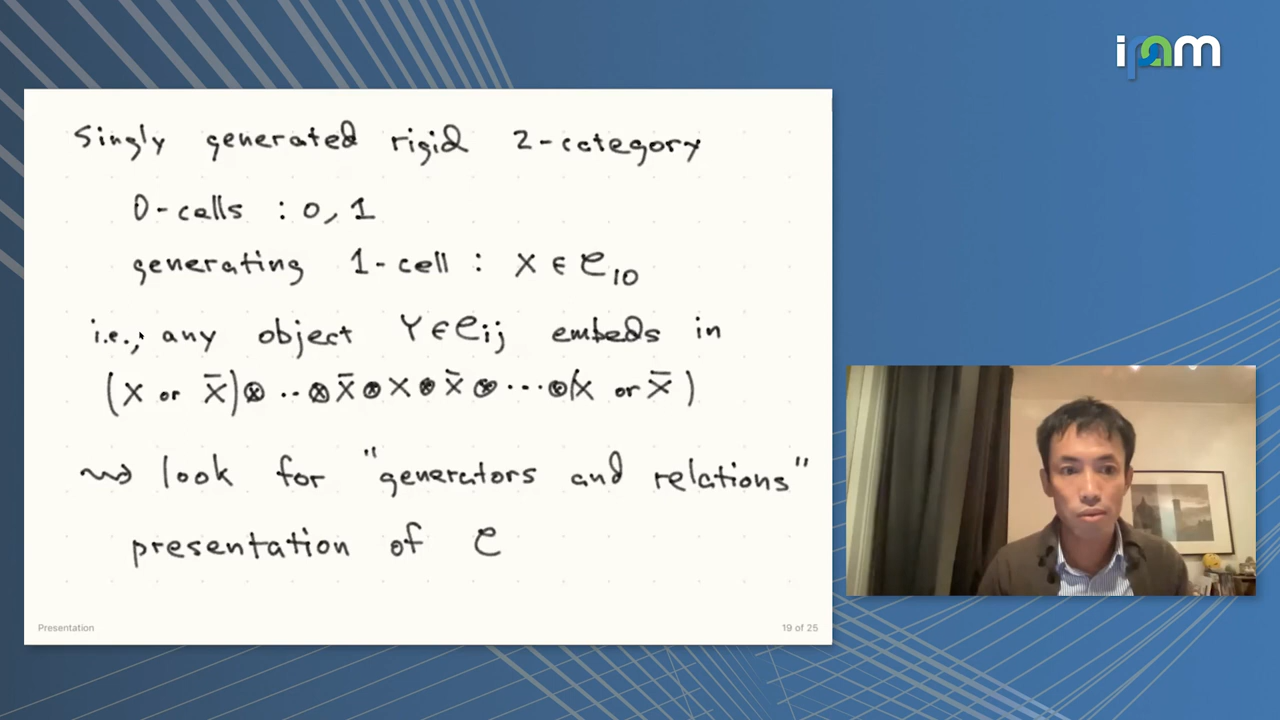 ipam
Singly generated rigid 2-category
0-cells : 0, 1
generating 1-cell : X ∈ 𝒞₁₀
i.e., any object Y ∈ 𝒞ᵢⱼ embeds in
(X or X̄)⊗··⊗X̄⊗X⊗X̄⊗···⊗(X or X̄)
⇝ look for "generators and relations"
presentation of 𝒞
Presentation
19 of 25